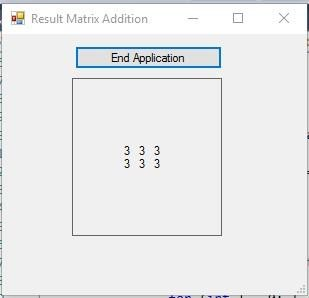 Result Matrix Addition
End Application
3 3 3
3 3 3